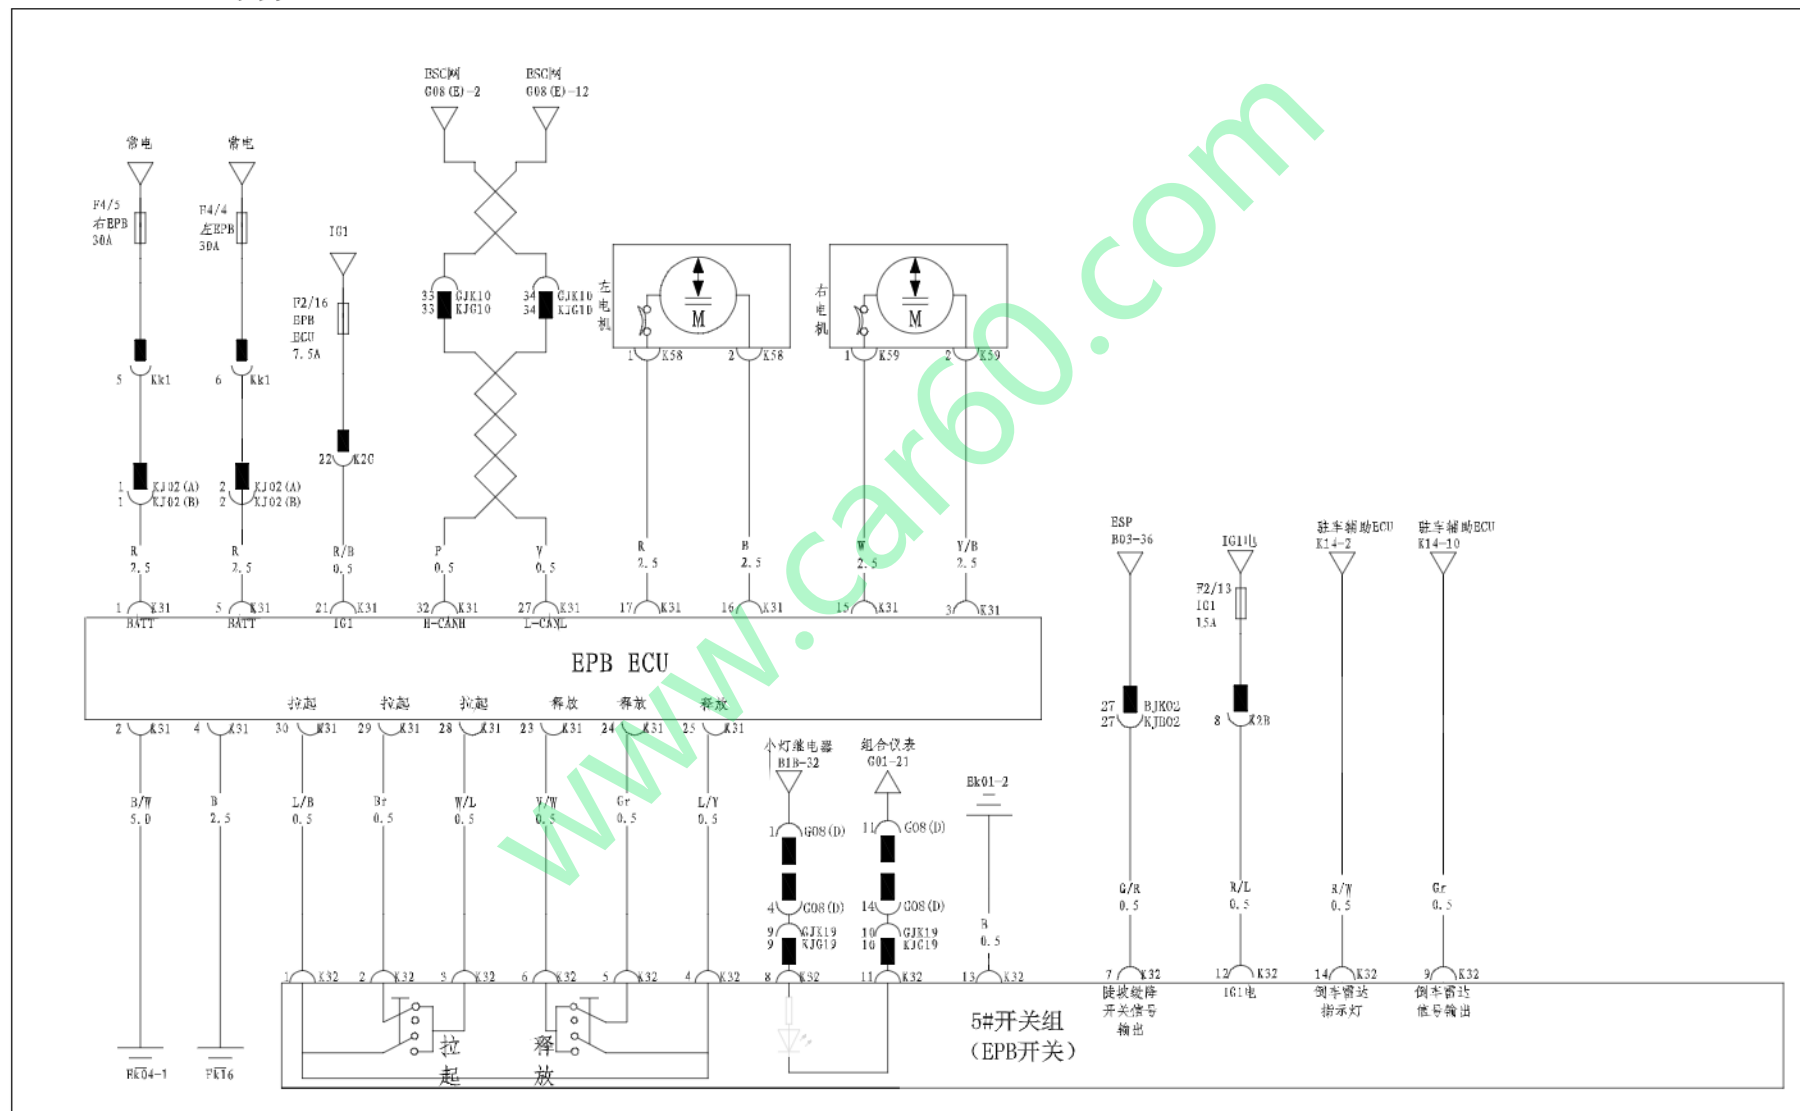 ESC网
G08(E)-2
ESC网
G08(E)-12
常电
常电
F4/5
右EPB
30A
F4/4
左EPB
30A
IG1
F2/16
EPB
ECU
7.5A
33 GJK10
33 KJG10
34 GJK10
34 KJG10
左电机
M
1 K58
2 K58
右电机
M
1 K59
2 K59
5 Kk1
6 Kk1
22 K2G
1 KJ02(A)
1 KJ02(B)
2 KJ02(A)
2 KJ02(B)
R
2.5
R
2.5
R/B
0.5
P
0.5
V
0.5
R
2.5
B
2.5
W
2.5
Y/B
2.5
1 K31
5 K31
21 K31
32 K31
27 K31
17 K31
16 K31
15 K31
3 K31
BATT
BATT
IG1
H-CANH
L-CANL
EPB ECU
拉起
拉起
拉起
释放
释放
释放
2 K31
4 K31
30 K31
29 K31
28 K31
23 K31
24 K31
25 K31
B/W
5.0
B
2.5
L/B
0.5
Br
0.5
W/L
0.5
V/W
0.5
Gr
0.5
L/Y
0.5
小灯继电器
B1B-32
组合仪表
G01-21
Ek01-2
1 G08(D)
11 G08(D)
4 G08(D)
14 G08(D)
9 GJK19
9 KJG19
10 GJK19
10 KJG19
B
0.5
ESP
B03-36
IG1电
驻车辅助ECU
K14-2
驻车辅助ECU
K14-10
F2/13
IG1
15A
27 BJK02
27 KJB02
8 K2B
G/R
0.5
R/L
0.5
R/W
0.5
Gr
0.5
1 K32
2 K32
3 K32
6 K32
5 K32
4 K32
8 K32
11 K32
13 K32
7 K32
12 K32
14 K32
9 K32
陡坡缓降
开关信号
输出
IG1电
倒车雷达
指示灯
倒车雷达
信号输出
拉起
释放
5#开关组
(EPB开关)
Ek04-1
Fk16
www.car60.com